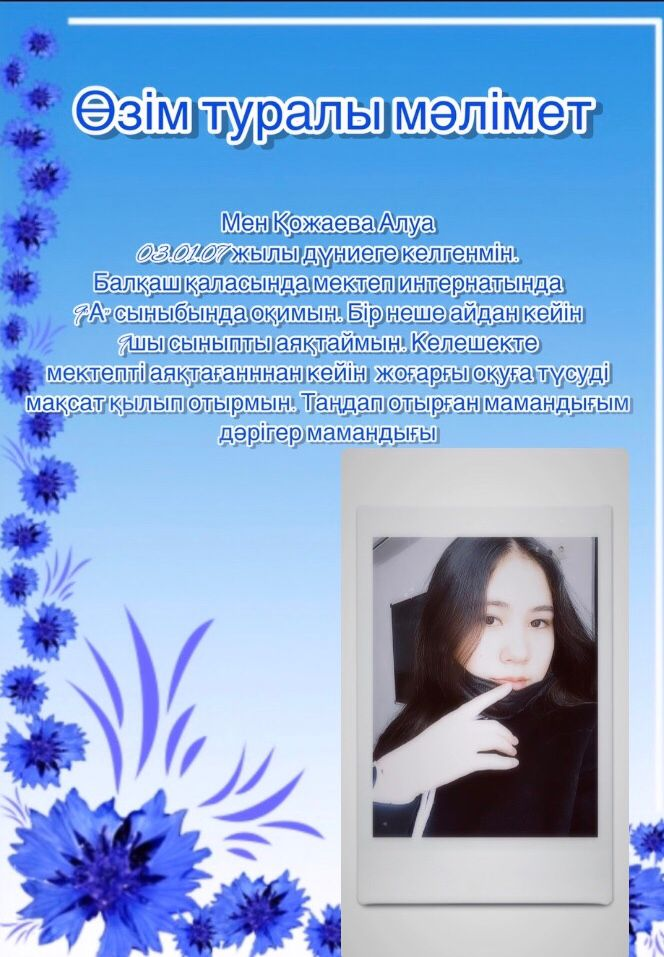 Өзім туралы мәлімет
Мен Қожаева Алуа
03.01.07 жылы дүниеге келгенмін.
Балқаш қаласында мектеп интернатында
9"А" сыныбында оқимын. Бір неше айдан кейін
9шы сыныпты аяқтаймын. Келешекте
мектепті аяқтағанннан кейін жоғарғы оқуға түсуді
мақсат қылып отырмын. Таңдап отырған мамандығым
дәрігер мамандығы